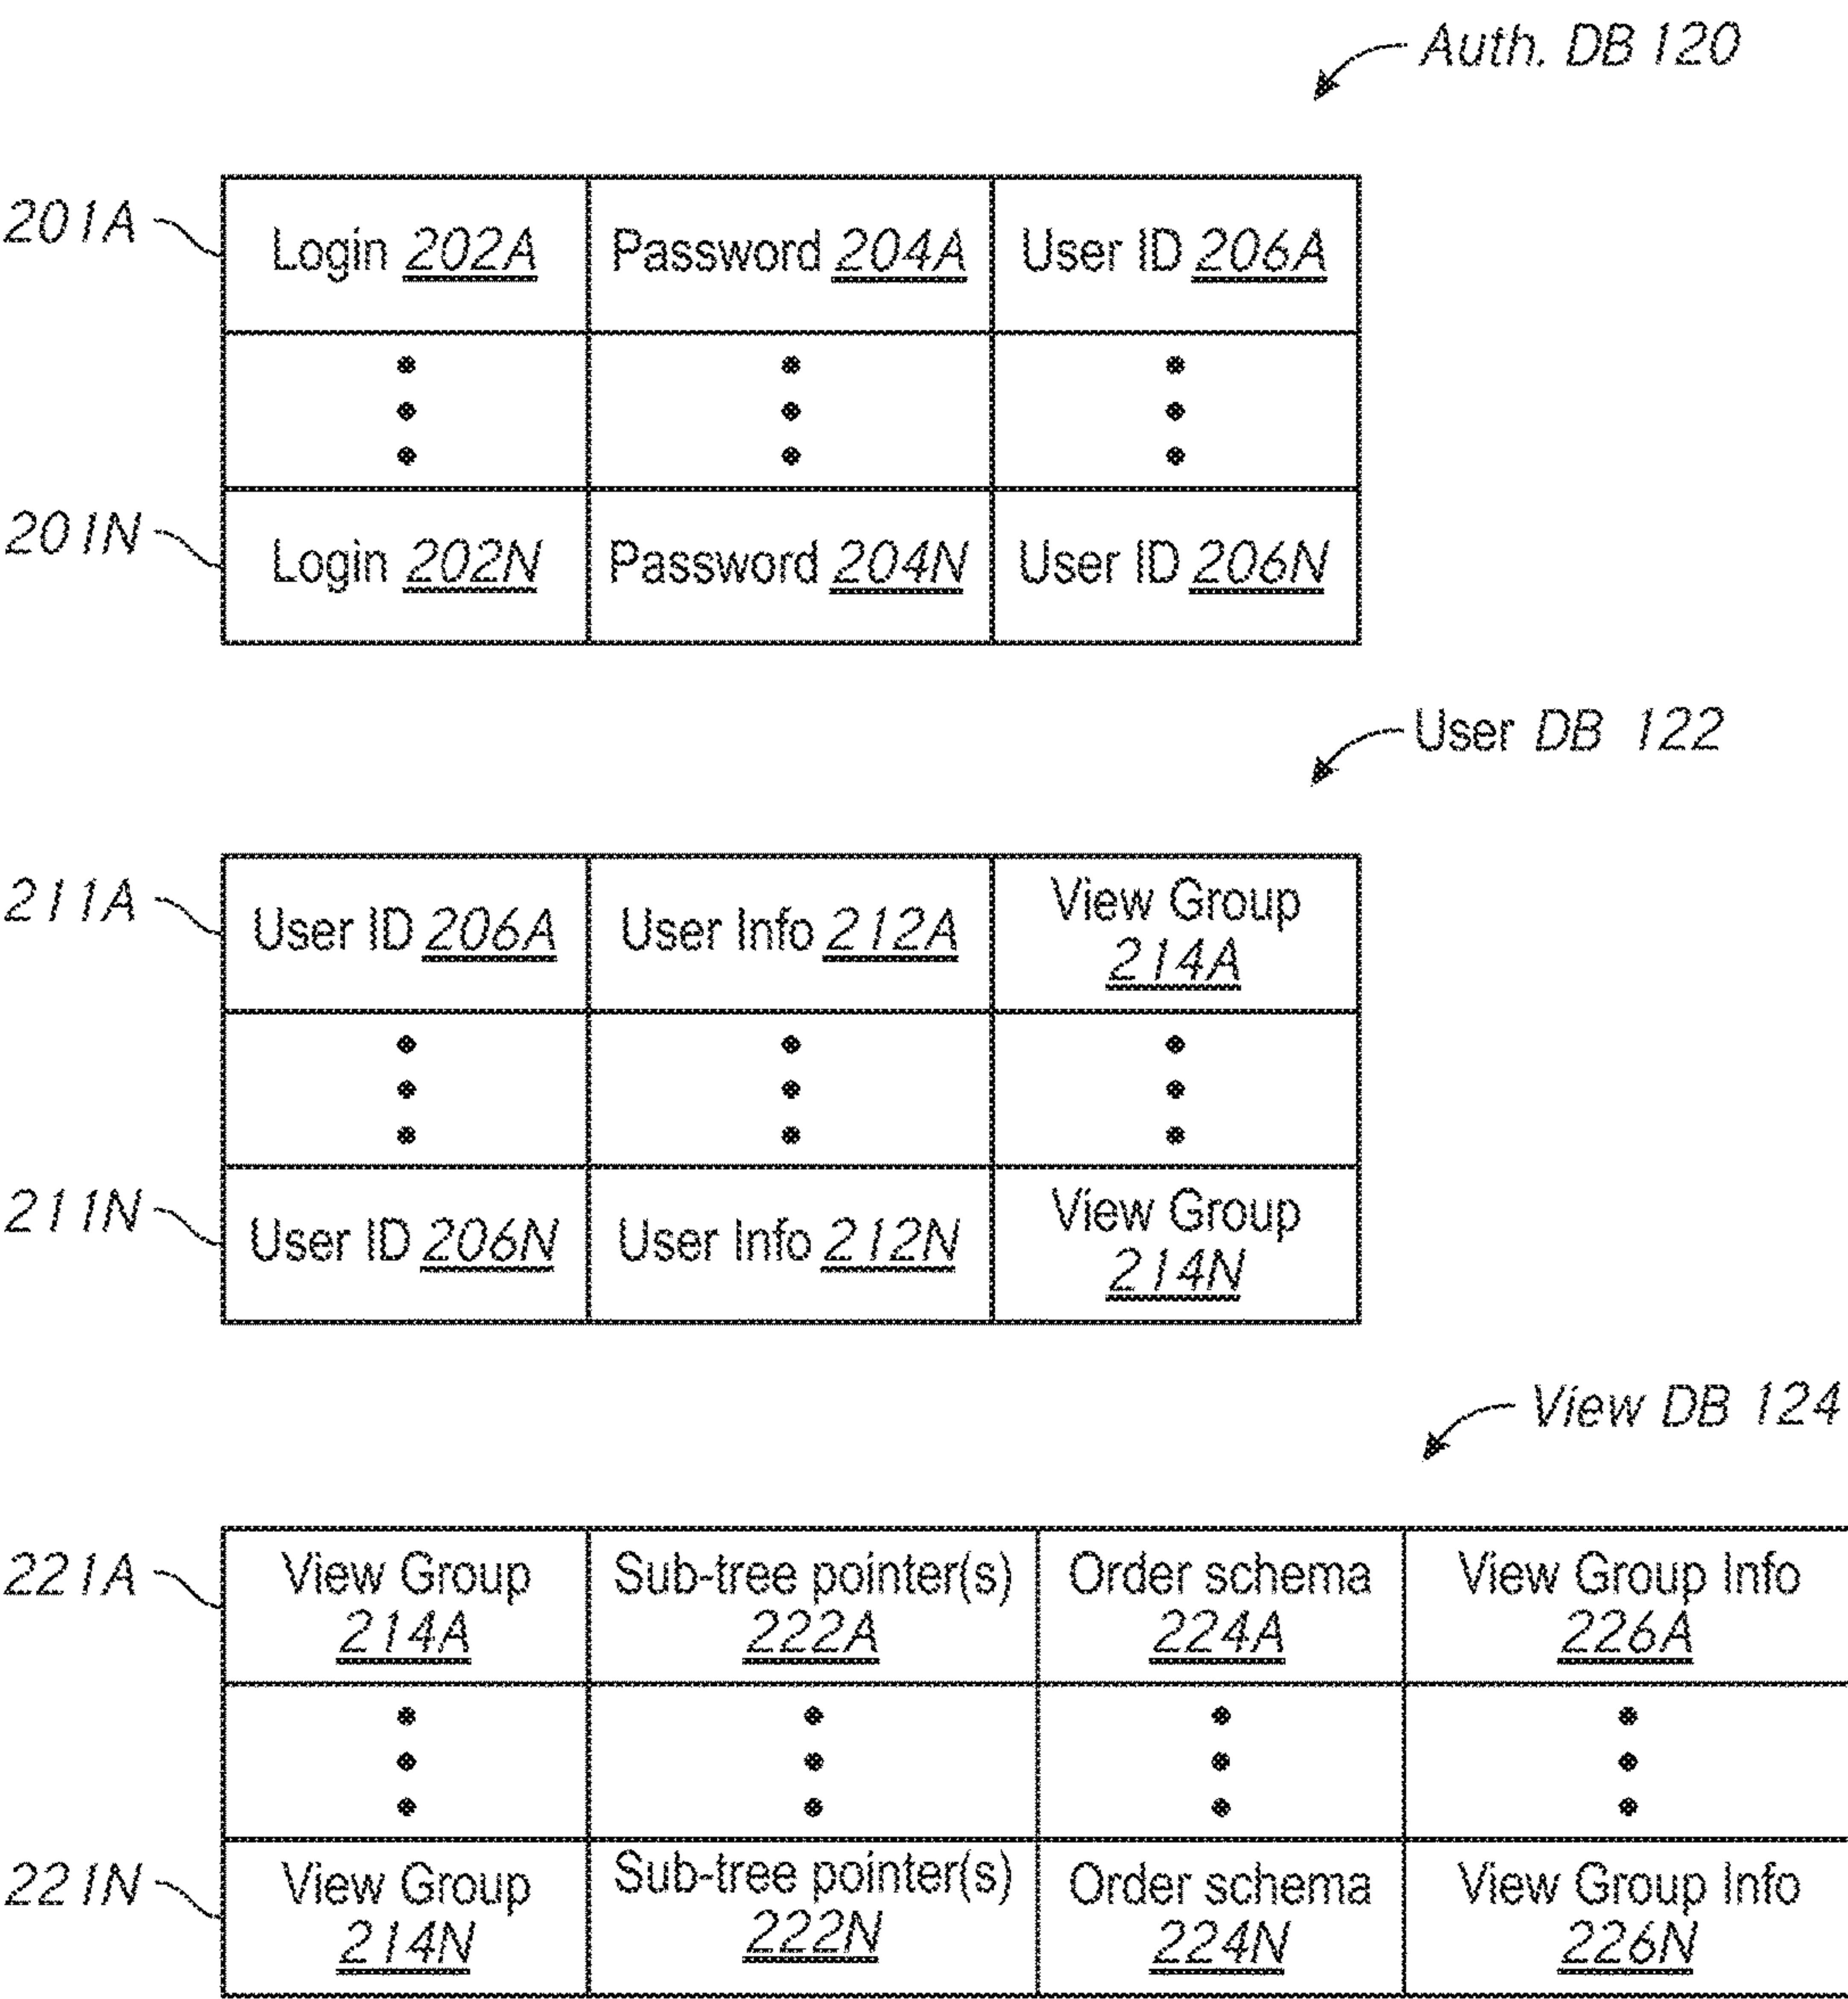 Auth. DB 120
201A
Login 202A Password 204A User ID 206A
201N
Login 202N Password 204N User ID 206N
User DB 122
211A
User ID 206A User Info 212A View Group
214A
211N
User ID 206N User Info 212N View Group
214N
View DB 124
221A
View Group Sub-tree pointer(s) Order schema View Group Info
214A 222A 224A 226A
221N
View Group Sub-tree pointer(s) Order schema View Group Info
214N 222N 224N 226N